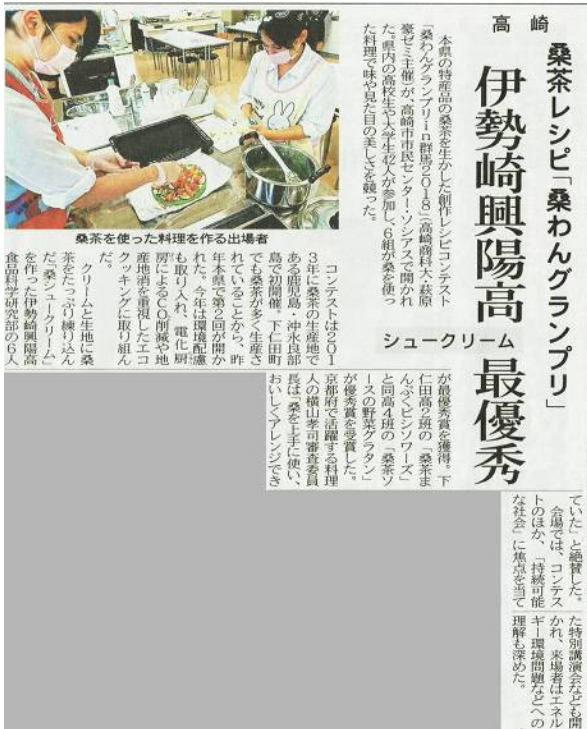 高崎
桑茶レシピ「桑わんグランプリ」
伊勢崎興陽高 最優秀
シュークリーム
本県の特産品の桑茶を生かした創作レシピコンテスト
「桑わんグランプリin群馬2018」(高崎商科大・萩原
豪ゼミ主催)が、高崎市市民センター・ソシアスで開かれ
た。県内の高校生や大学生42人が参加し、6組が桑を使っ
た料理で味や見た目の美しさを競った。
桑茶を使った料理を作る出場者
コンテストは201
3年に桑茶の生産地で
ある鹿児島・沖永良部
島で初開催。下仁田町
でも桑茶が多く生産さ
れていることから、昨
年本県で第2回が開か
れた。今年は環境配慮
も取り入れ、電化厨
房によるCO₂削減や地
産地消を重視したエコ
クッキングに取り組ん
だ。
クリームと生地に桑
茶をたっぷり練り込ん
だ「桑シュークリーム」
を作った伊勢崎興陽高
食品科学研究部の6人
が最優秀賞を獲得。下
仁田高2班の「桑茶ま
んぷくビシソワーズ」
と同高4班の「桑茶ソ
ースの野菜グラタン」
が優秀賞を受賞した。
京都府で活躍する料理
人の横山孝司審査委員
長は「桑を上手に使い、
おいしくアレンジでき
ていた」と絶賛した。
会場では、コンテス
トのほか、「持続可能
な社会」に焦点を当て
た特別講演会なども開
かれ、来場者はエネル
ギー環境問題などへの
理解も深めた。